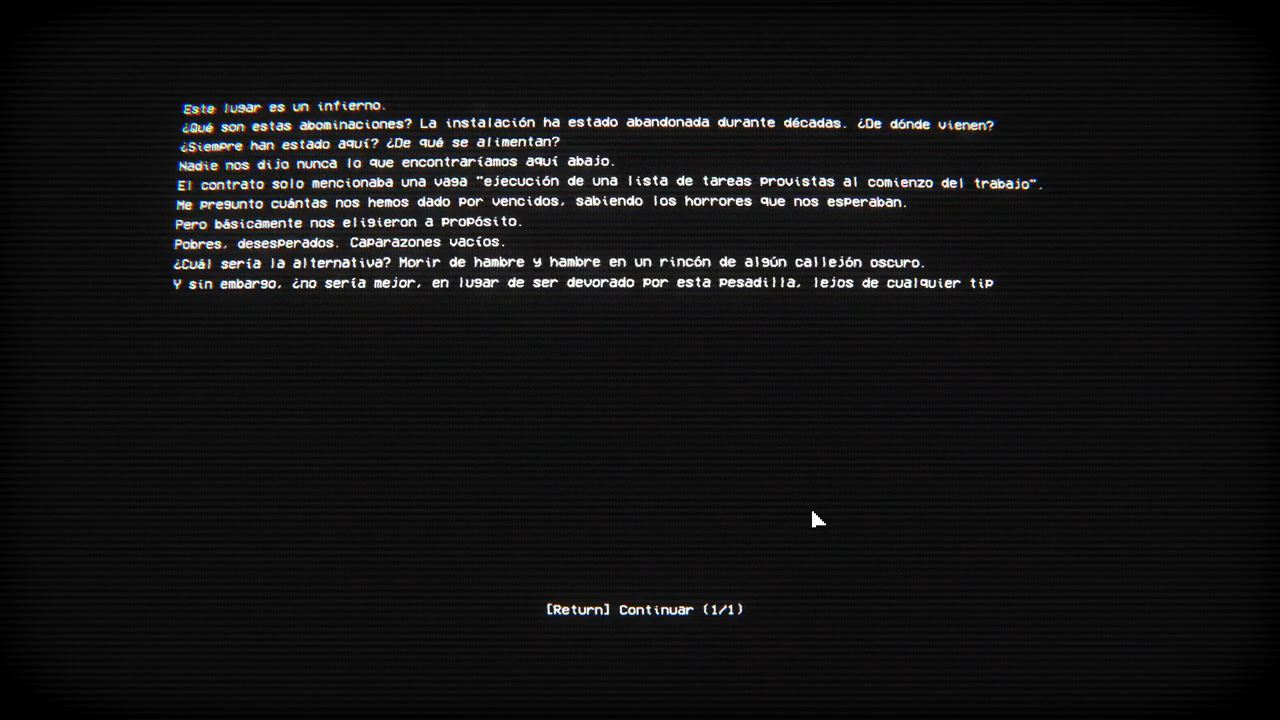 Este lugar es un infierno.
¿Qué son estas abominaciones? La instalación ha estado abandonada durante décadas. ¿De dónde vienen?
¿Siempre han estado aquí? ¿De qué se alimentan?
Nadie nos dijo nunca lo que encontraríamos aquí abajo.
El contrato solo mencionaba una vaga "ejecución de una lista de tareas provistas al comienzo del trabajo".
Me pregunto cuántas nos hemos dado por vencidos, sabiendo los horrores que nos esperaban.
Pero básicamente nos eligieron a propósito.
Pobres, desesperados. Caparazones vacíos.
¿Cuál sería la alternativa? Morir de hambre y hambre en un rincón de algún callejón oscuro.
Y sin embargo, ¿no sería mejor, en lugar de ser devorado por esta pesadilla, lejos de cualquier tip
[Return] Continuar (1/1)